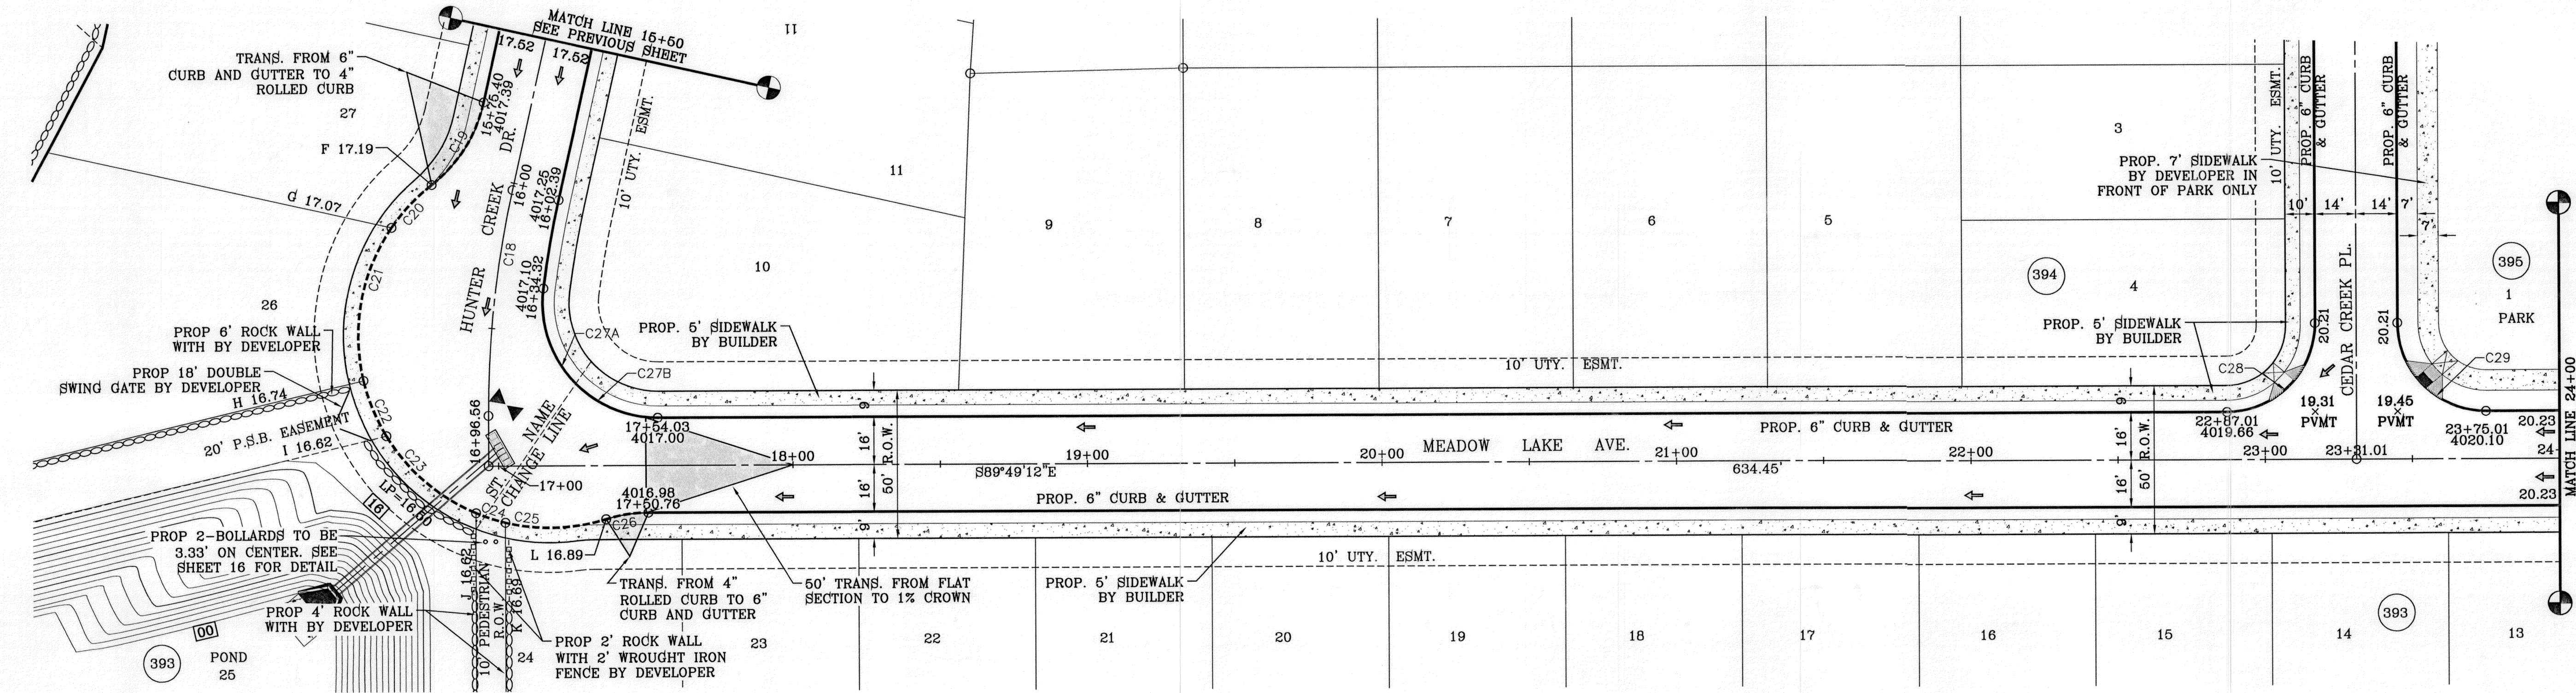 MATCH LINE 15+50
SEE PREVIOUS SHEET
17.52
17.52
TRANS. FROM 6"
CURB AND GUTTER TO 4"
ROLLED CURB
27
F 17.19
G 17.07
C19
C20
C21
15+75.40
4017.39
HUNTER CREEK DR.
16+00
C18
4017.25
16+02.39
4017.10
16+34.32
10' UTY. ESMT.
11
11
10
9
8
7
6
5
3
4
394
26
PROP 6' ROCK WALL
WITH BY DEVELOPER
PROP 18' DOUBLE
SWING GATE BY DEVELOPER
H 16.74
20' P.S.B. EASEMENT
I 16.62
C22
C23
LP=16.50
16
C24
C25
C26
16+96.56
ST. NAME
CHANGE LINE
17+00
C27A
C27B
PROP. 5' SIDEWALK
BY BUILDER
17+54.03
4017.00
4016.98
17+50.76
L 16.89
PROP 2-BOLLARDS TO BE
3.33' ON CENTER. SEE
SHEET 16 FOR DETAIL
PROP 4' ROCK WALL
WITH BY DEVELOPER
00
393
POND
25
J 16.62
10' PEDESTRIAN
R.O.W
K 16.69
24
PROP 2' ROCK WALL
WITH 2' WROUGHT IRON
FENCE BY DEVELOPER
TRANS. FROM 4"
ROLLED CURB TO 6"
CURB AND GUTTER
50' TRANS. FROM FLAT
SECTION TO 1% CROWN
PROP. 5' SIDEWALK
BY BUILDER
9'
16'
16'
9'
50' R.O.W.
18+00
19+00
20+00
21+00
22+00
23+00
23+31.01
24
S89°49'12"E
634.45'
MEADOW LAKE AVE.
PROP. 6" CURB & GUTTER
PROP. 6" CURB & GUTTER
10' UTY. ESMT.
10' UTY. ESMT.
9'
16'
16'
9'
50' R.O.W.
PROP. 7' SIDEWALK
BY DEVELOPER IN
FRONT OF PARK ONLY
10' UTY. ESMT.
PROP. 6" CURB
& GUTTER
PROP. 6" CURB
& GUTTER
10'
14'
14'
7'
7'
CEDAR CREEK PL.
20.21
20.21
PROP. 5' SIDEWALK
BY BUILDER
C28
C29
19.31
PVMT
19.45
PVMT
22+87.01
4019.66
23+75.01
4020.10
20.23
20.23
395
1
PARK
MATCH LINE 24+00
23
22
21
20
19
18
17
16
15
14
13
393